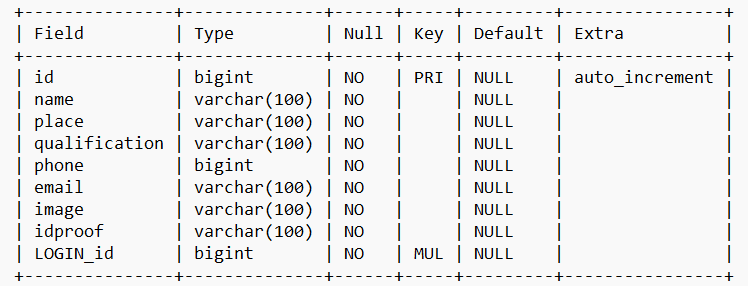 +---------------+--------------+------+-----+---------+----------------+
| Field         | Type         | Null | Key | Default | Extra          |
+---------------+--------------+------+-----+---------+----------------+
| id            | bigint       | NO   | PRI | NULL    | auto_increment |
| name          | varchar(100) | NO   |     | NULL    |                |
| place         | varchar(100) | NO   |     | NULL    |                |
| qualification | varchar(100) | NO   |     | NULL    |                |
| phone         | bigint       | NO   |     | NULL    |                |
| email         | varchar(100) | NO   |     | NULL    |                |
| image         | varchar(100) | NO   |     | NULL    |                |
| idproof       | varchar(100) | NO   |     | NULL    |                |
| LOGIN_id      | bigint       | NO   | MUL | NULL    |                |
+---------------+--------------+------+-----+---------+----------------+